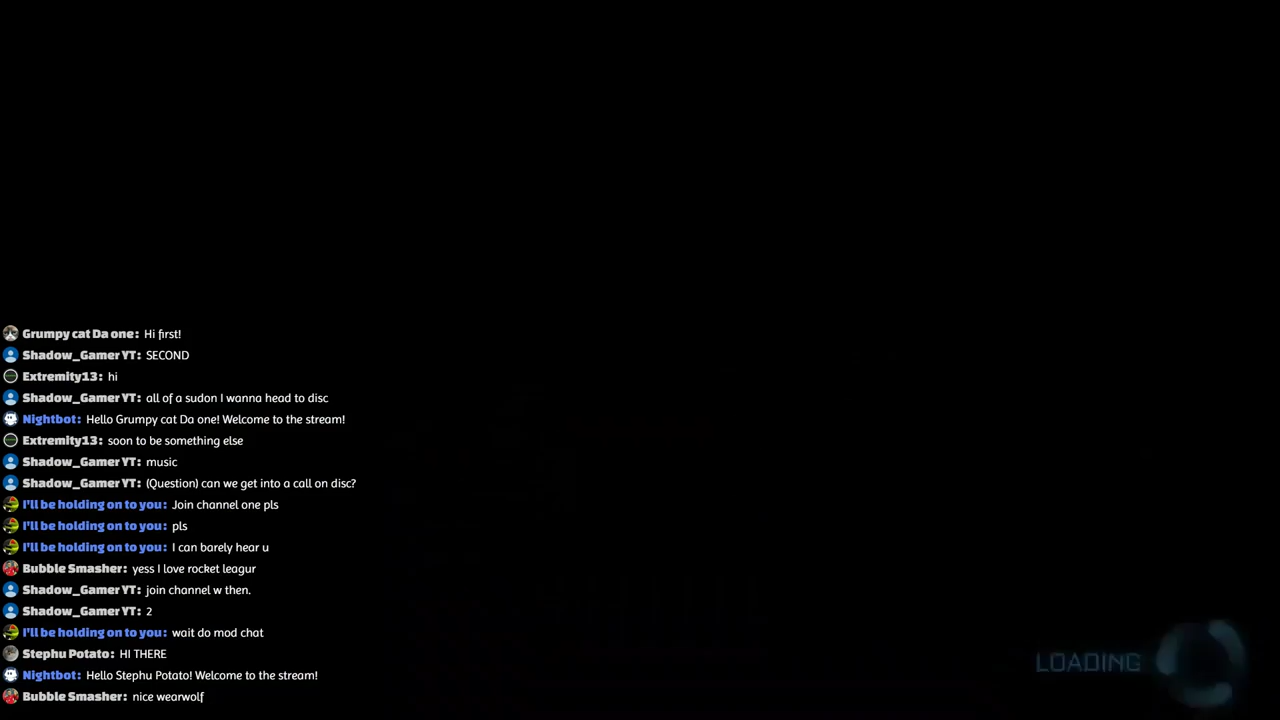 Grumpy cat Da one: Hi first!
Shadow_Gamer YT: SECOND
Extremity13: hi
Shadow_Gamer YT: all of a sudon I wanna head to disc
Nightbot: Hello Grumpy cat Da one! Welcome to the stream!
Extremity13: soon to be something else
Shadow_Gamer YT: music
Shadow_Gamer YT: (Question) can we get into a call on disc?
I'll be holding on to you: Join channel one pls
I'll be holding on to you: pls
I'll be holding on to you: I can barely hear u
Bubble Smasher: yess I love rocket leagur
Shadow_Gamer YT: join channel w then.
Shadow_Gamer YT: 2
I'll be holding on to you: wait do mod chat
Stephu Potato: HI THERE
Nightbot: Hello Stephu Potato! Welcome to the stream!
Bubble Smasher: nice wearwolf
LOADING